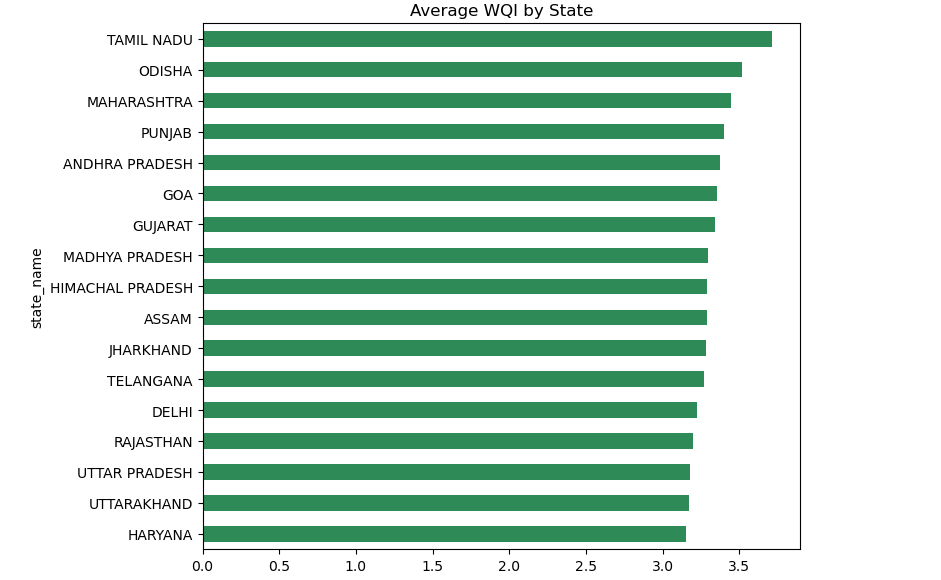 Average WQI by State
TAMIL NADU
ODISHA
MAHARASHTRA
PUNJAB
ANDHRA PRADESH
GOA
GUJARAT
MADHYA PRADESH
HIMACHAL PRADESH
ASSAM
JHARKHAND
TELANGANA
DELHI
RAJASTHAN
UTTAR PRADESH
UTTARAKHAND
HARYANA
state_name
0.0 0.5 1.0 1.5 2.0 2.5 3.0 3.5